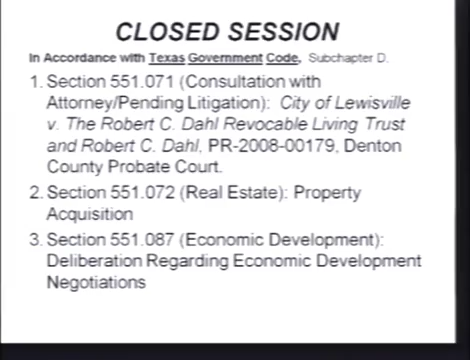 CLOSED SESSION
In Accordance with Texas Government Code, Subchapter D.
1. Section 551.071 (Consultation with
Attorney/Pending Litigation): City of Lewisville
v. The Robert C. Dahl Revocable Living Trust
and Robert C. Dahl, PR-2008-00179, Denton
County Probate Court.
2. Section 551.072 (Real Estate): Property
Acquisition
3. Section 551.087 (Economic Development):
Deliberation Regarding Economic Development
Negotiations